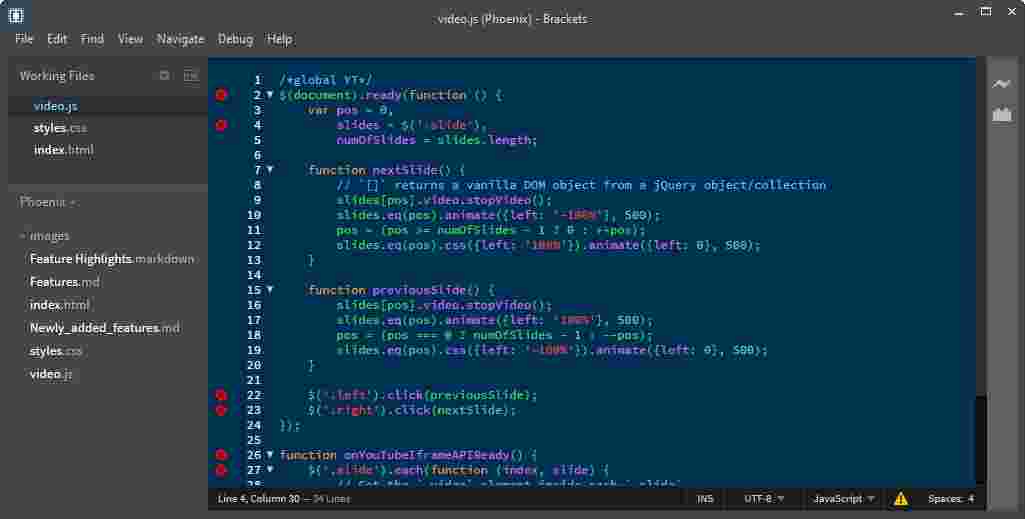 video.js (Phoenix) - Brackets
File Edit Find View Navigate Debug Help
Working Files
video.js
styles.css
index.html
Phoenix
images
Feature Highlights.markdown
Features.md
index.html
Newly_added_features.md
styles.css
video.js
1 /*global YT*/
2 $(document).ready(function () {
3 var pos = 0,
4 slides = $('.slide'),
5 numOfSlides = slides.length;
6
7 function nextSlide() {
8 // `[]` returns a vanilla DOM object from a jQuery object/collection
9 slides[pos].video.stopVideo();
10 slides.eq(pos).animate({left: '-100%'}, 500);
11 pos = (pos >= numOfSlides - 1 ? 0 : ++pos);
12 slides.eq(pos).css({left: '100%'}).animate({left: 0}, 500);
13 }
14
15 function previousSlide() {
16 slides[pos].video.stopVideo();
17 slides.eq(pos).animate({left: '100%'}, 500);
18 pos = (pos === 0 ? numOfSlides - 1 : --pos);
19 slides.eq(pos).css({left: '-100%'}).animate({left: 0}, 500);
20 }
21
22 $('.left').click(previousSlide);
23 $('.right').click(nextSlide);
24 });
25
26 function onYouTubeIframeAPIReady() {
27 $('.slide').each(function (index, slide) {
28 // Get the `.video` element inside each `.slide`
Line 4, Column 30 — 34 Lines INS UTF-8 JavaScript Spaces: 4